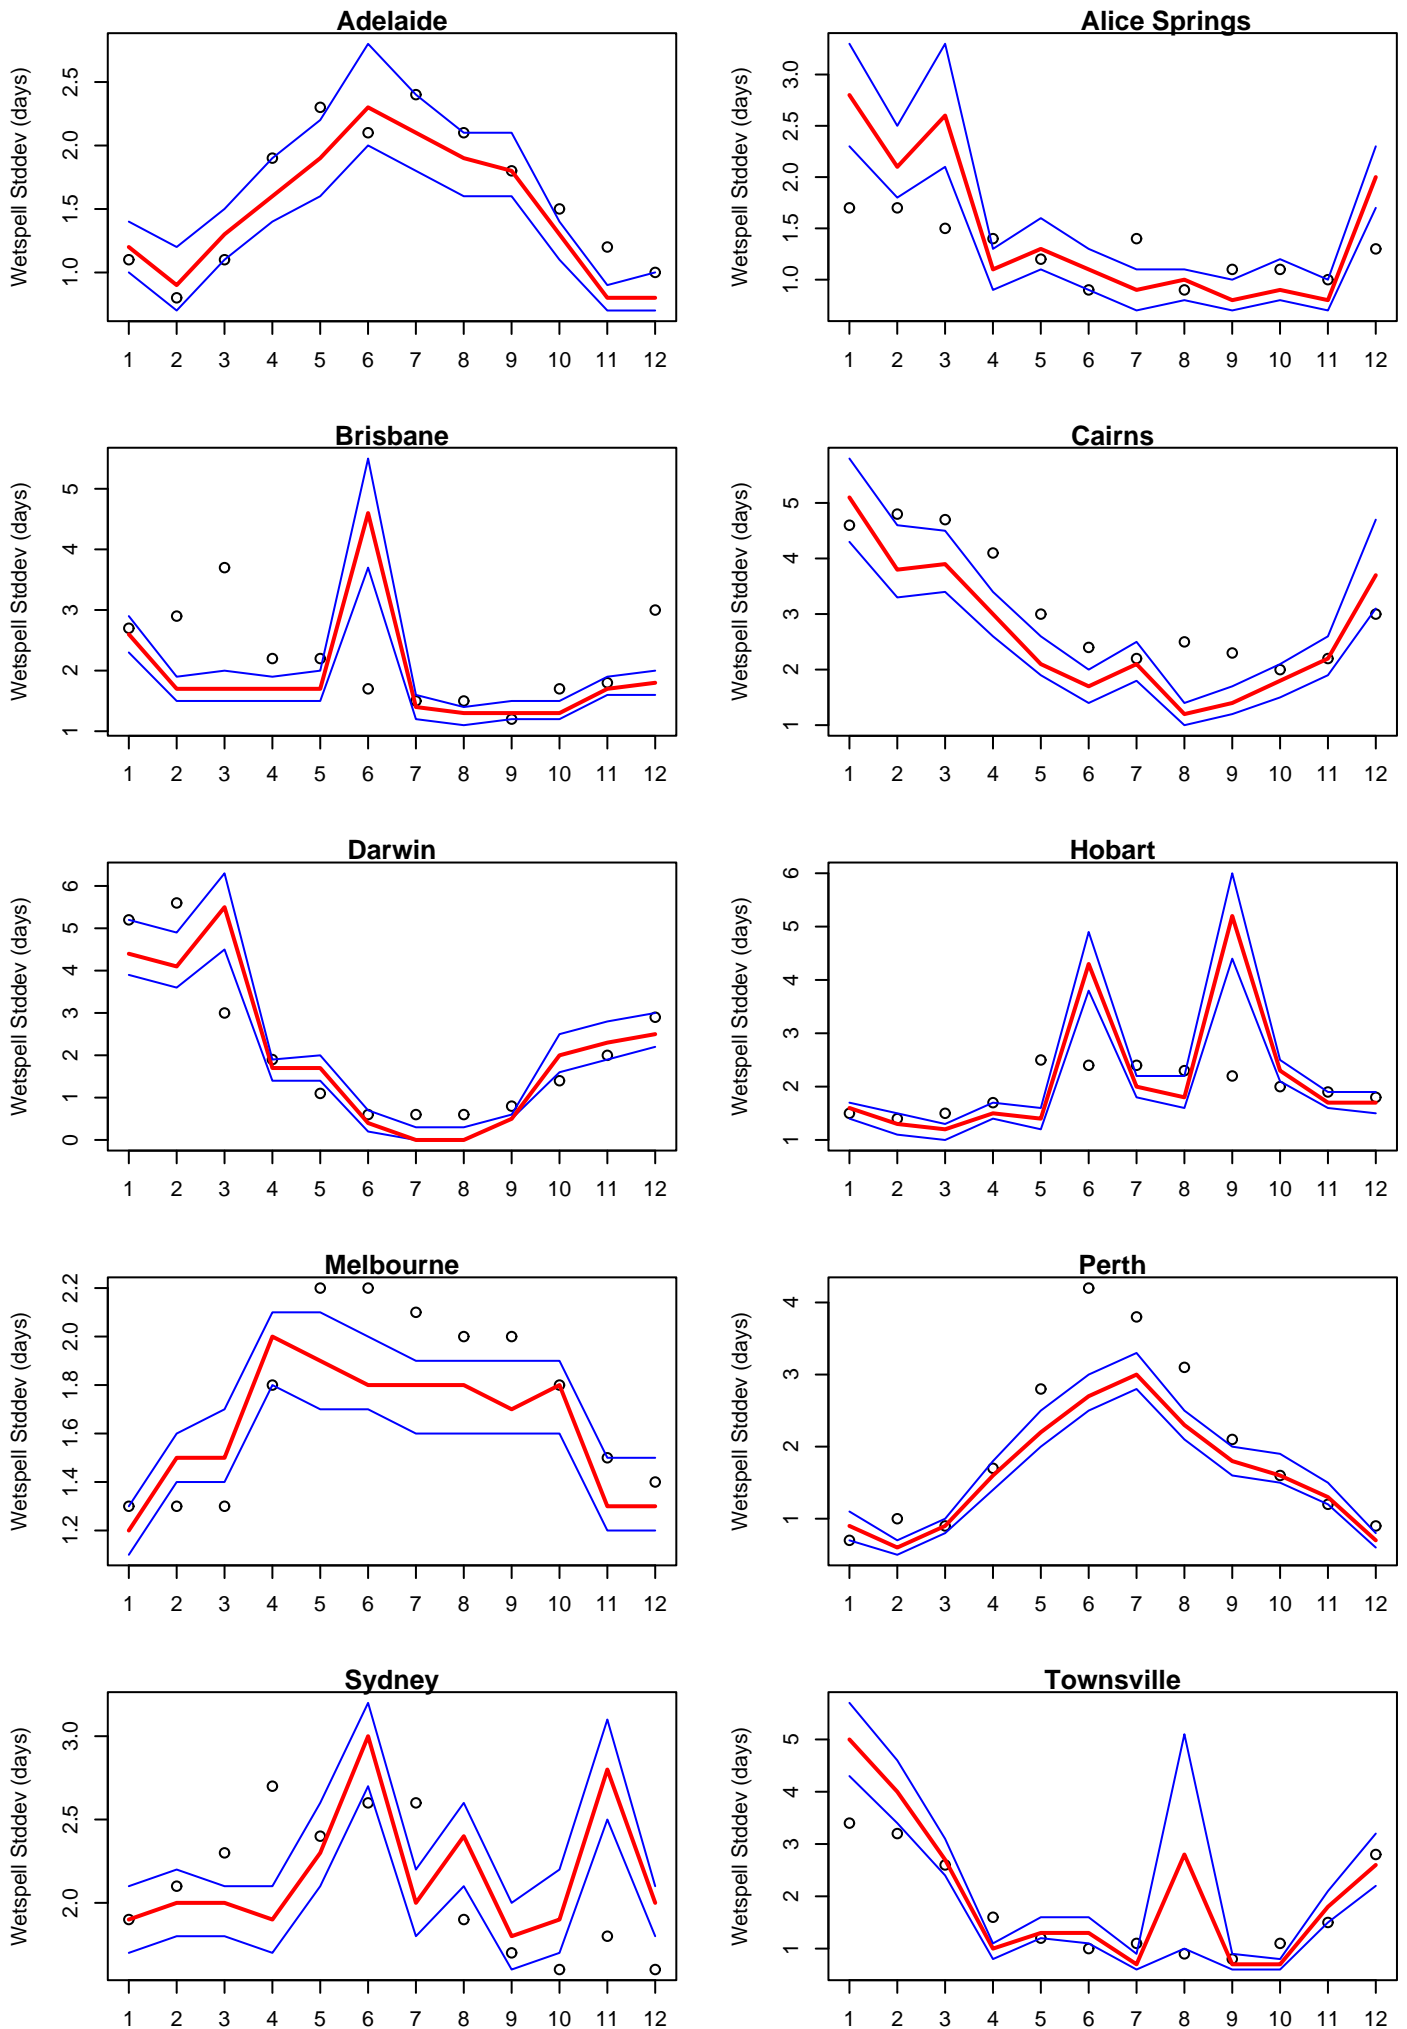 Adelaide
Wetspell Stddev (days)
1.0 1.5 2.0 2.5
1 2 3 4 5 6 7 8 9 10 11 12
Alice Springs
Wetspell Stddev (days)
1.0 1.5 2.0 2.5 3.0
1 2 3 4 5 6 7 8 9 10 11 12
Brisbane
Wetspell Stddev (days)
1 2 3 4 5
1 2 3 4 5 6 7 8 9 10 11 12
Cairns
Wetspell Stddev (days)
1 2 3 4 5
1 2 3 4 5 6 7 8 9 10 11 12
Darwin
Wetspell Stddev (days)
0 1 2 3 4 5 6
1 2 3 4 5 6 7 8 9 10 11 12
Hobart
Wetspell Stddev (days)
1 2 3 4 5 6
1 2 3 4 5 6 7 8 9 10 11 12
Melbourne
Wetspell Stddev (days)
1.2 1.4 1.6 1.8 2.0 2.2
1 2 3 4 5 6 7 8 9 10 11 12
Perth
Wetspell Stddev (days)
1 2 3 4
1 2 3 4 5 6 7 8 9 10 11 12
Sydney
Wetspell Stddev (days)
2.0 2.5 3.0
1 2 3 4 5 6 7 8 9 10 11 12
Townsville
Wetspell Stddev (days)
1 2 3 4 5
1 2 3 4 5 6 7 8 9 10 11 12